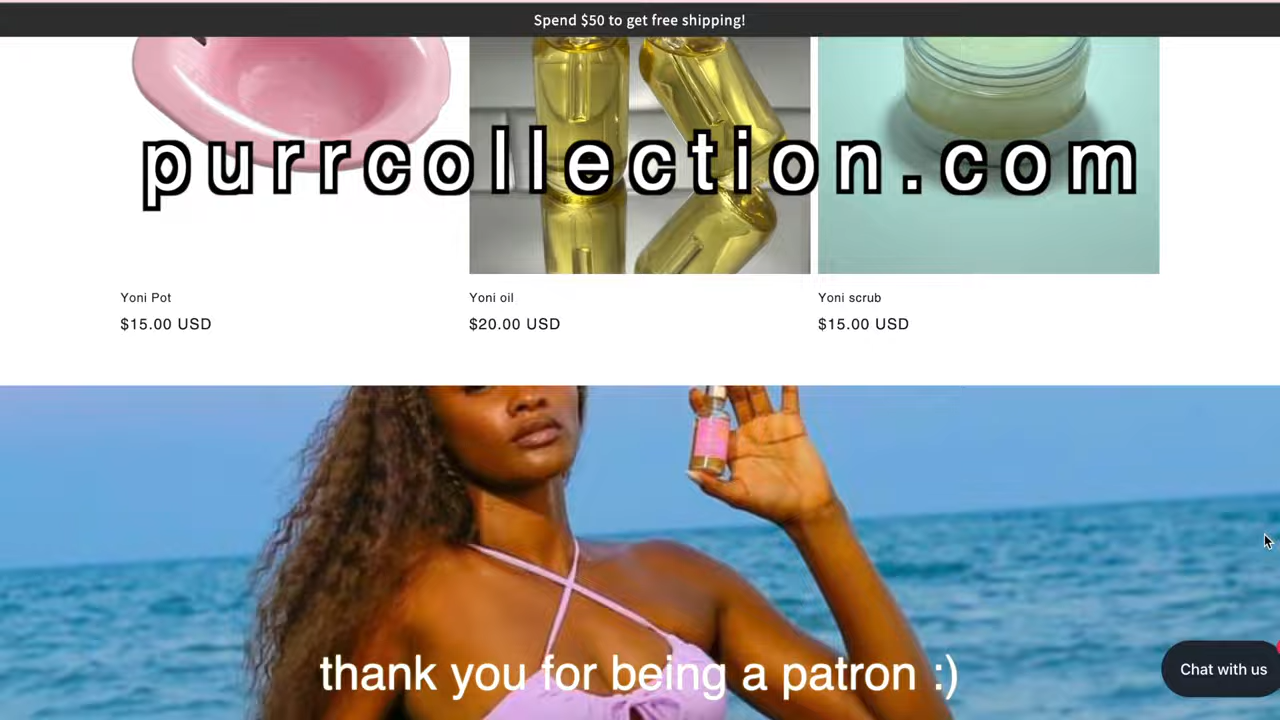 Spend $50 to get free shipping!
purrcollection.com
Yoni Pot
$15.00 USD
Yoni oil
$20.00 USD
Yoni scrub
$15.00 USD
thank you for being a patron :)
Chat with us